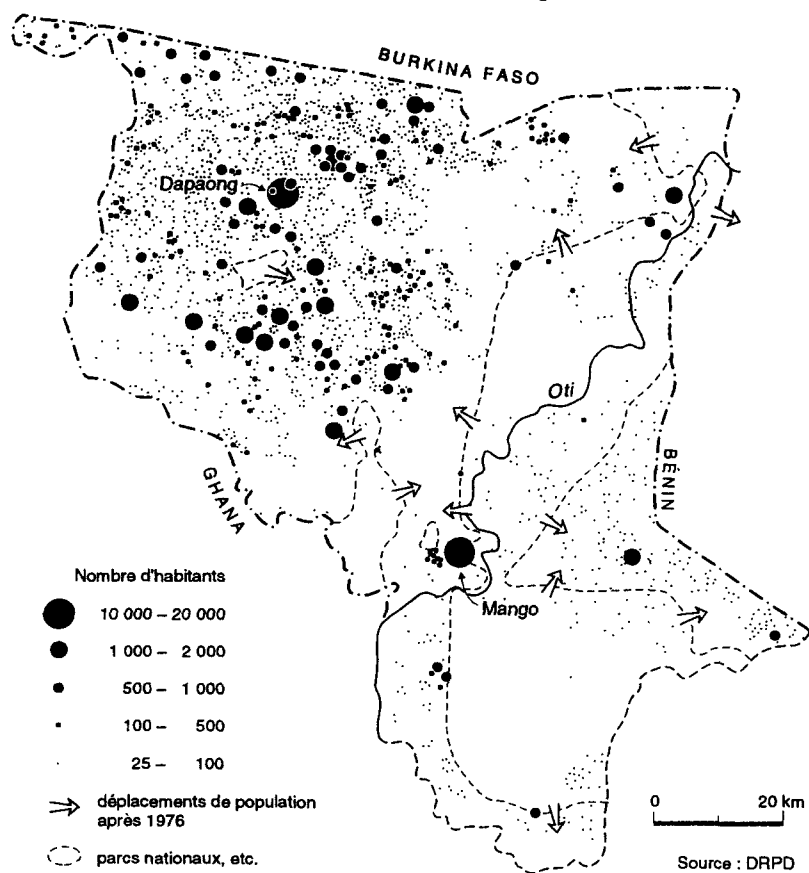 BURKINA FASO
Dapaong
Oti
BÉNIN
GHANA
Mango
Nombre d'habitants
10 000 – 20 000
1 000 – 2 000
500 – 1 000
100 – 500
25 – 100
déplacements de population
après 1976
parcs nationaux, etc.
0 20 km
Source : DRPD